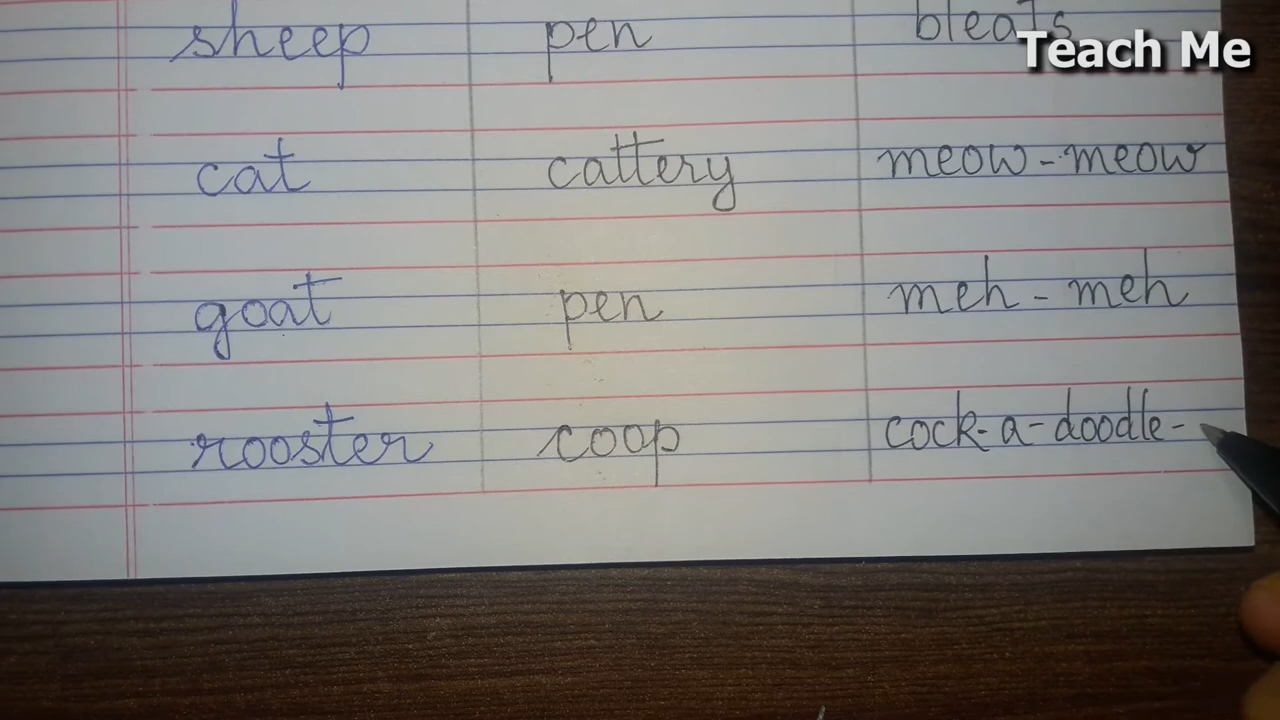 sheep pen bleats
Teach Me
cat cattery meow-meow
goat pen meh-meh
rooster coop cock-a-doodle-